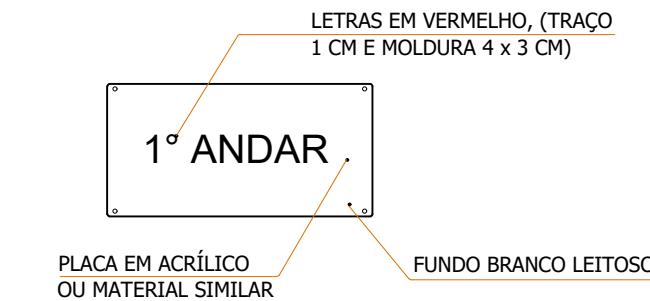 LETRAS EM VERMELHO, (TRAÇO
1 CM E MOLDURA 4 x 3 CM)
1º ANDAR
PLACA EM ACRÍLICO
OU MATERIAL SIMILAR
FUNDO BRANCO LEITOSO